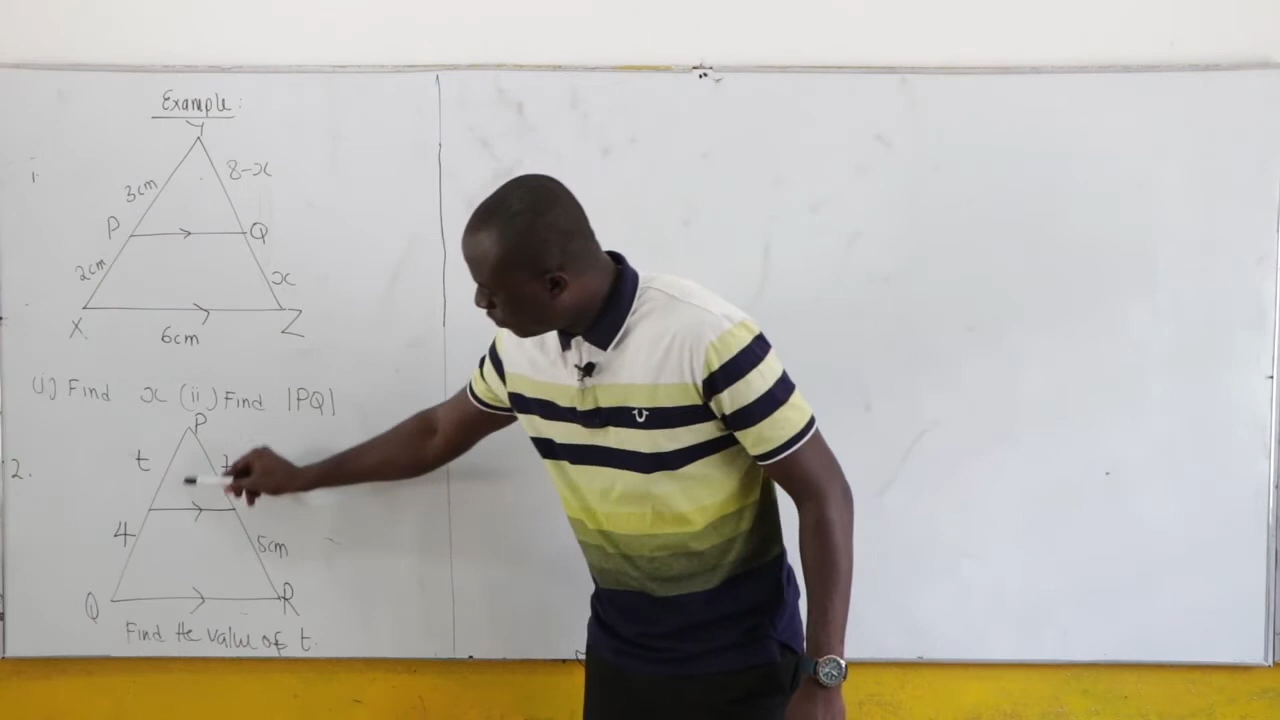 Example:
Y
1.
8-x
3cm
P
Q
2cm
x
X
Z
6cm
(i) Find x (ii) Find |PQ|
P
2.
t
4
5cm
Q
R
Find the value of t.